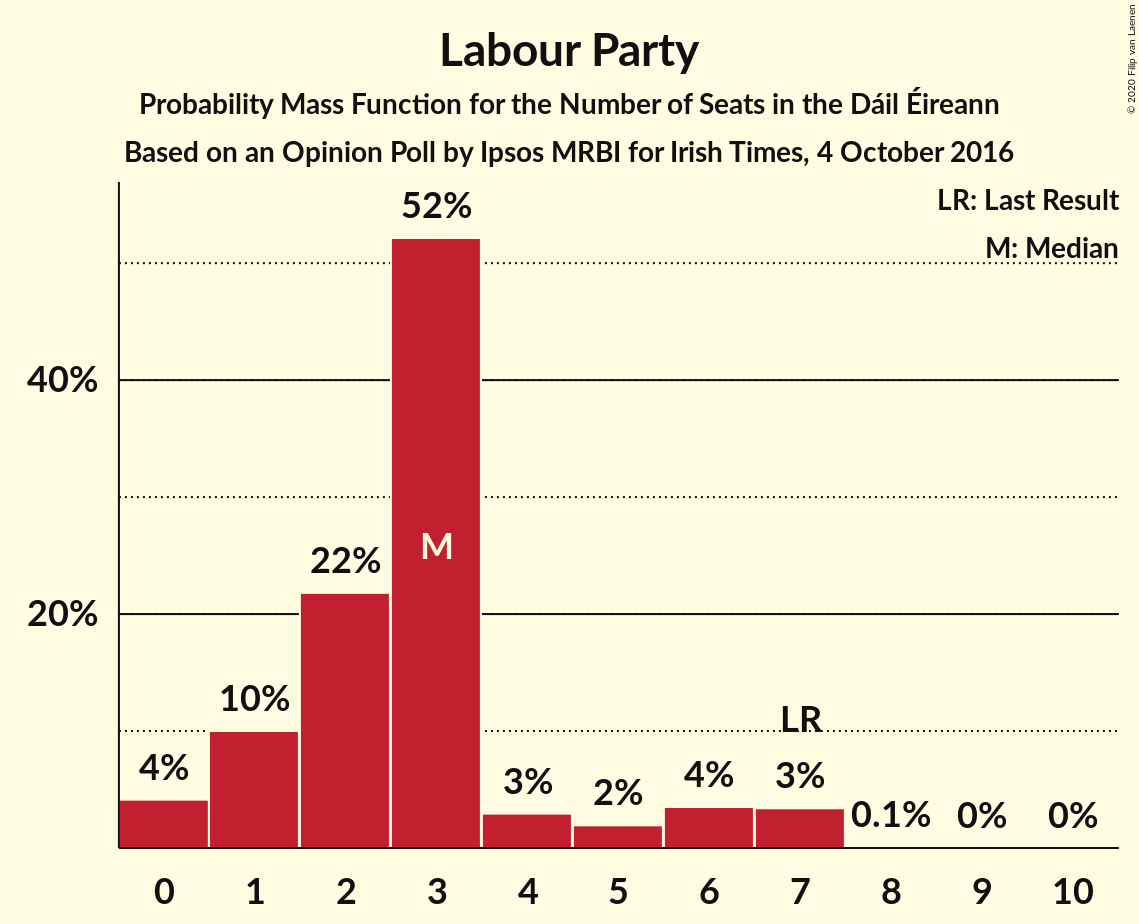 Labour Party
Probability Mass Function for the Number of Seats in the Dáil Éireann
Based on an Opinion Poll by Ipsos MRBI for Irish Times, 4 October 2016
© 2020 Filip van Laenen
LR: Last Result
M: Median
52%
40%
M
22%
20%
10%
LR
4%
3%
2%
4%
3%
0.1%
0%
0%
0 1 2 3 4 5 6 7 8 9 10